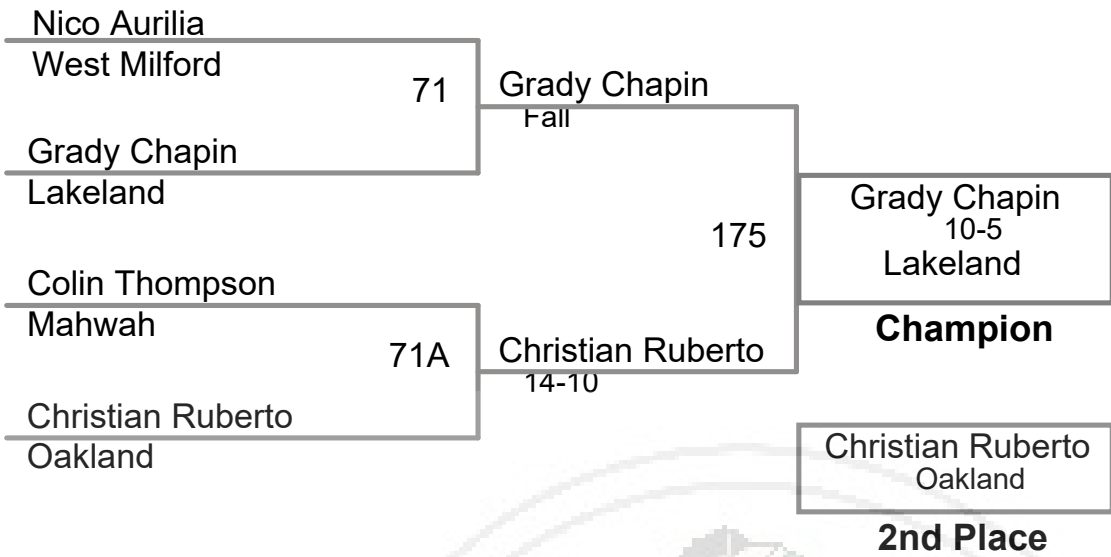 Nico Aurilia
West Milford
71
Grady Chapin
Fall
Grady Chapin
Lakeland
175
Grady Chapin
10-5
Lakeland
Champion
Colin Thompson
Mahwah
71A
Christian Ruberto
14-10
Christian Ruberto
Oakland
Christian Ruberto
Oakland
2nd Place